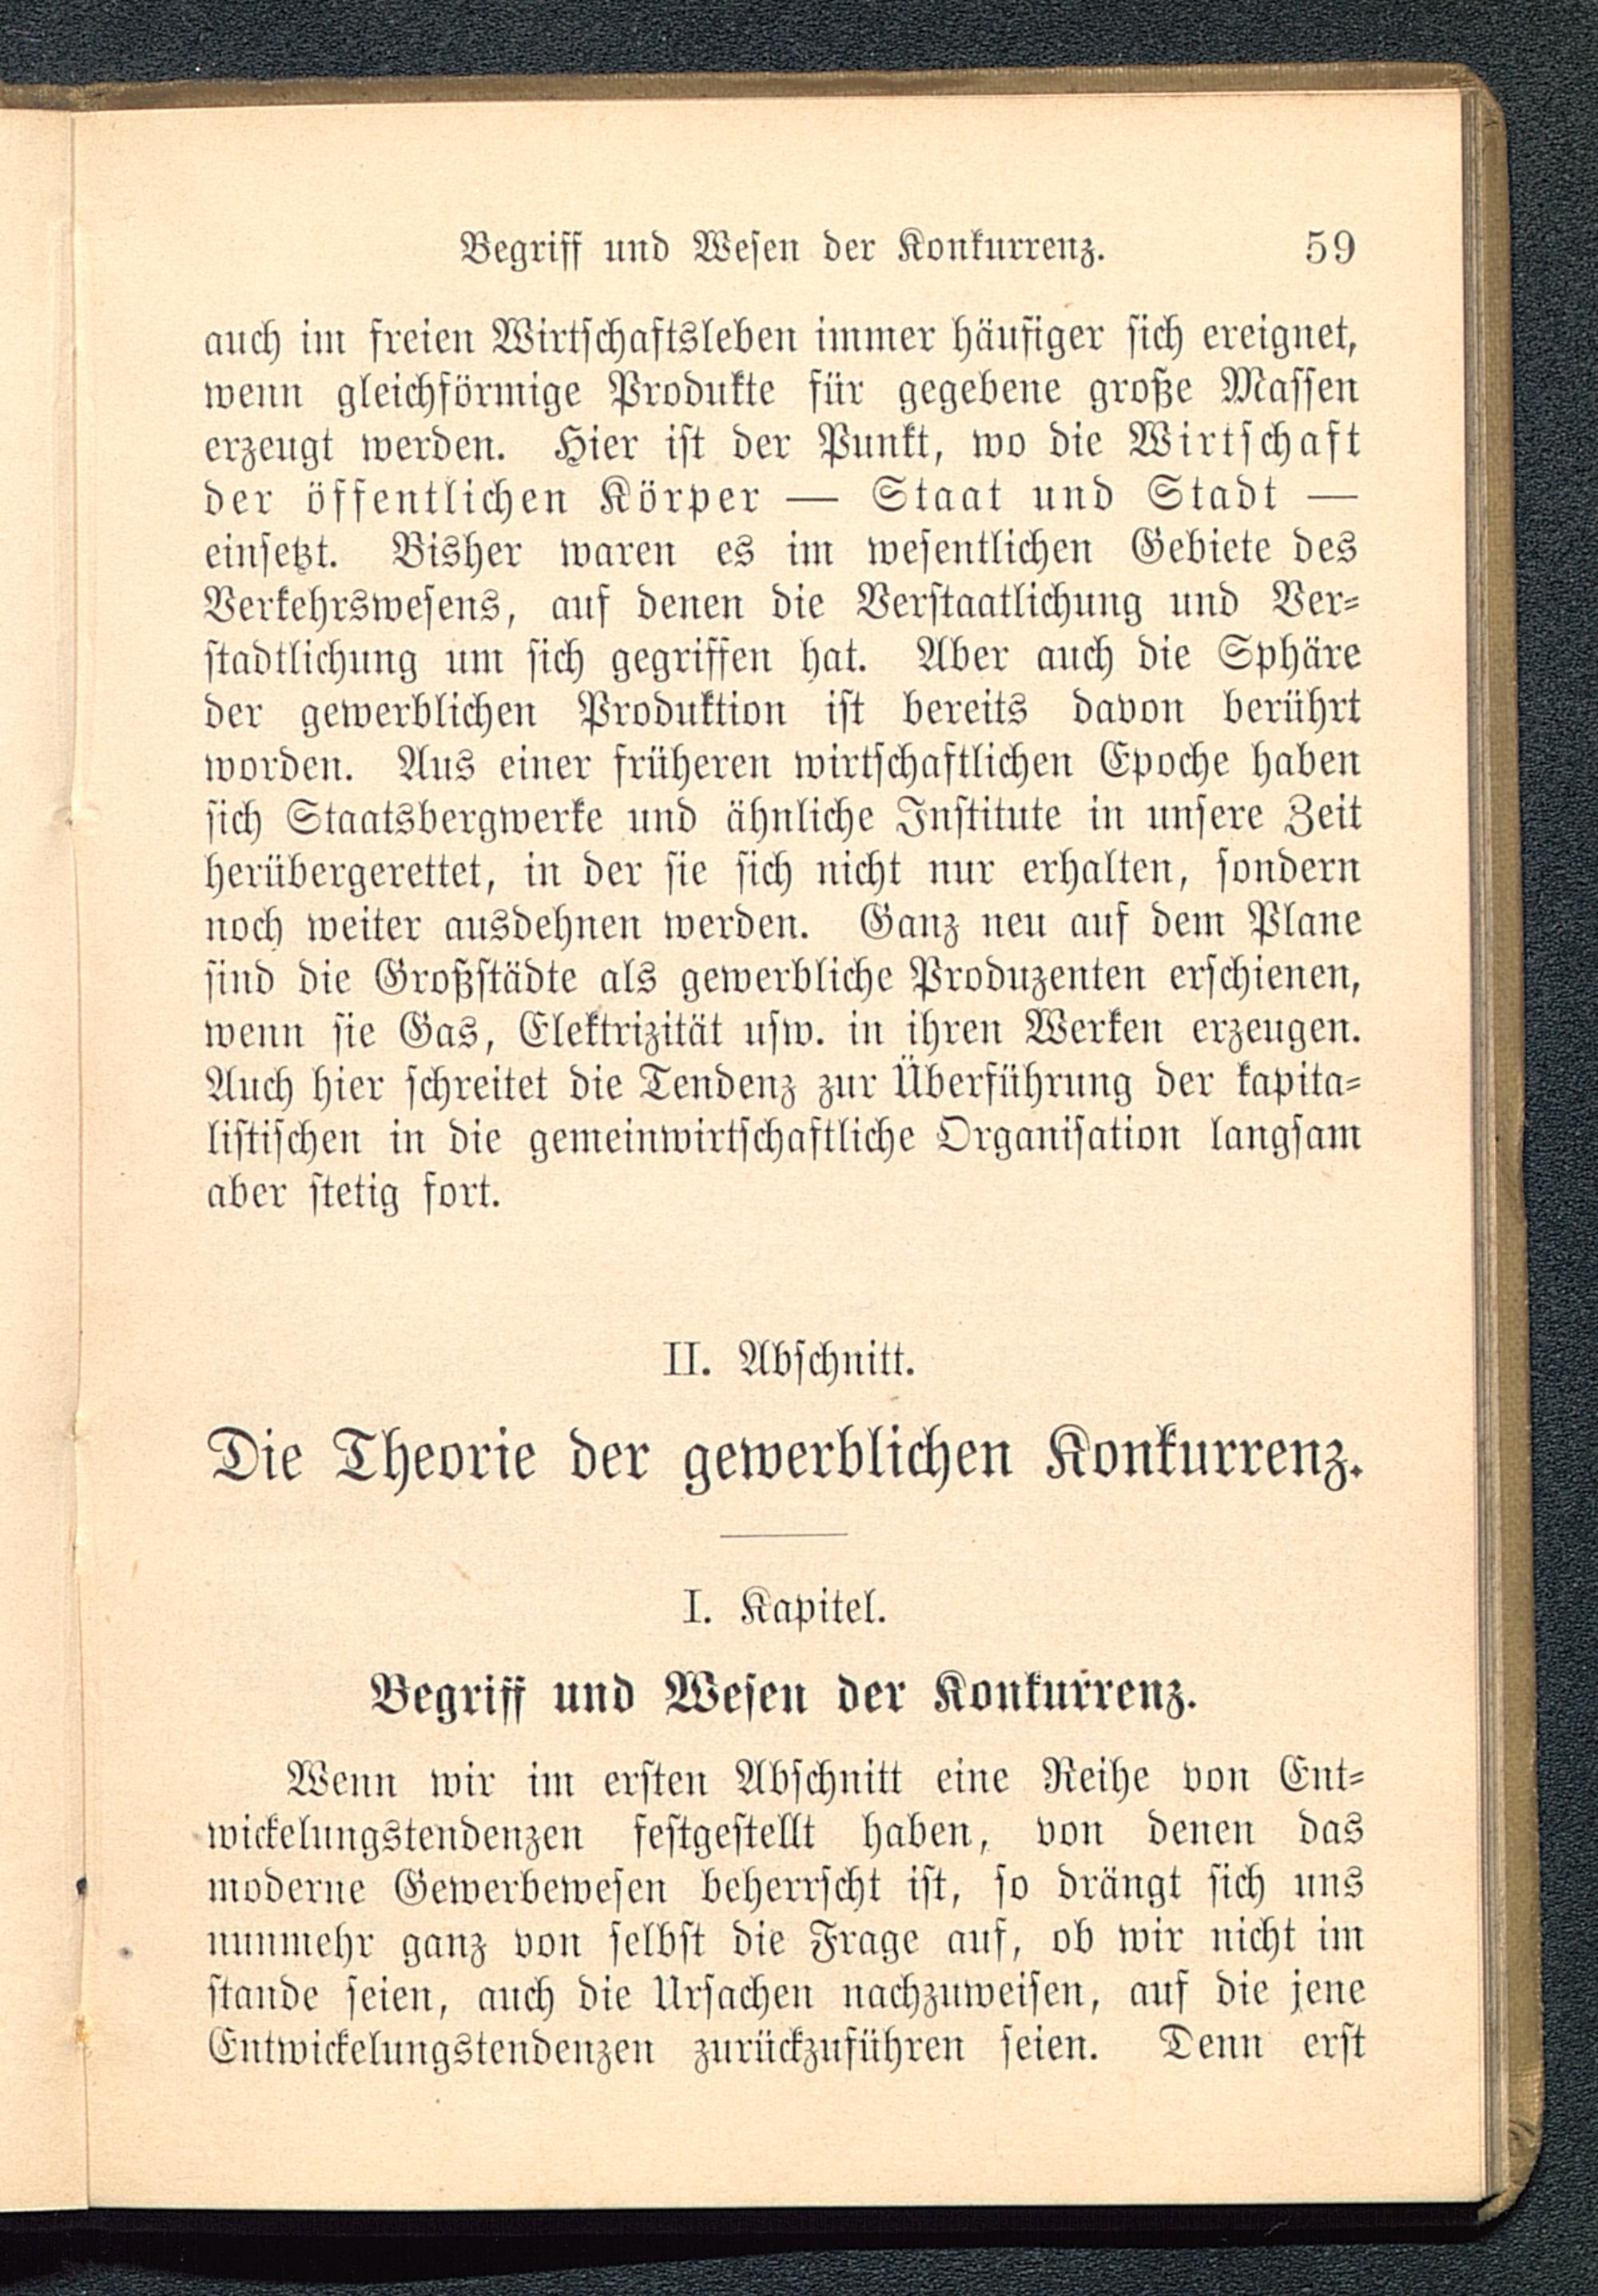 Begriff und Wesen der Konkurrenz. 59
auch im freien Wirtschaftsleben immer häufiger sich ereignet,
wenn gleichförmige Produkte für gegebene große Massen
erzeugt werden. Hier ist der Punkt, wo die Wirtschaft
der öffentlichen Körper — Staat und Stadt —
einsetzt. Bisher waren es im wesentlichen Gebiete des
Verkehrswesens, auf denen die Verstaatlichung und Ver-
stadtlichung um sich gegriffen hat. Aber auch die Sphäre
der gewerblichen Produktion ist bereits davon berührt
worden. Aus einer früheren wirtschaftlichen Epoche haben
sich Staatsbergwerke und ähnliche Institute in unsere Zeit
herübergerettet, in der sie sich nicht nur erhalten, sondern
noch weiter ausdehnen werden. Ganz neu auf dem Plane
sind die Großstädte als gewerbliche Produzenten erschienen,
wenn sie Gas, Elektrizität usw. in ihren Werken erzeugen.
Auch hier schreitet die Tendenz zur Überführung der kapita-
listischen in die gemeinwirtschaftliche Organisation langsam
aber stetig fort.
II. Abschnitt.
Die Theorie der gewerblichen Konkurrenz.
I. Kapitel.
Begriff und Wesen der Konkurrenz.
Wenn wir im ersten Abschnitt eine Reihe von Ent-
wickelungstendenzen festgestellt haben, von denen das
moderne Gewerbewesen beherrscht ist, so drängt sich uns
nunmehr ganz von selbst die Frage auf, ob wir nicht im
stande seien, auch die Ursachen nachzuweisen, auf die jene
Entwickelungstendenzen zurückzuführen seien. Denn erst